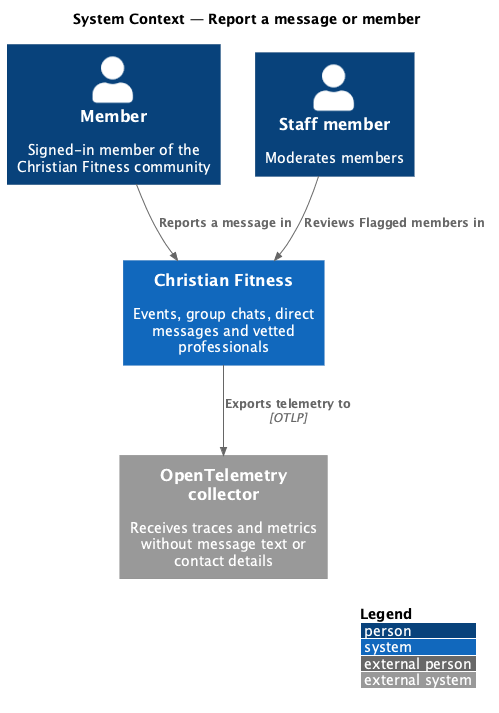 System Context — Report a message or member
Member
Signed-in member of the
Christian Fitness community
Staff member
Moderates members
Reports a message in
Reviews Flagged members in
Christian Fitness
Events, group chats, direct
messages and vetted
professionals
Exports telemetry to
[OTLP]
OpenTelemetry
collector
Receives traces and metrics
without message text or
contact details
Legend
person
system
external person
external system